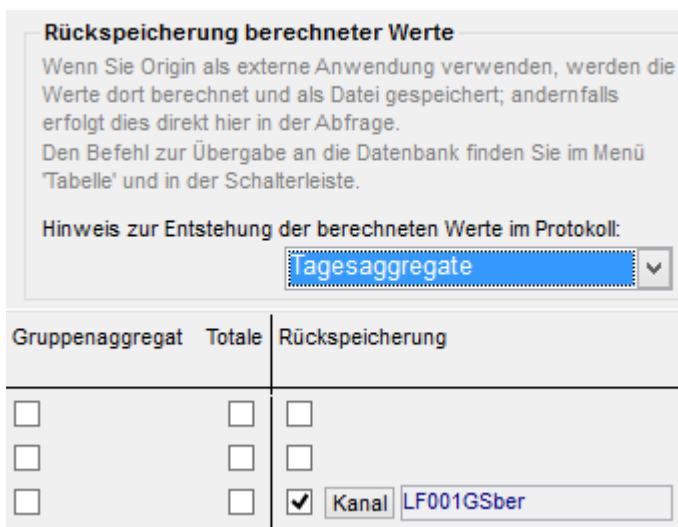 Rückspeicherung berechneter Werte
Wenn Sie Origin als externe Anwendung verwenden, werden die
Werte dort berechnet und als Datei gespeichert; andernfalls
erfolgt dies direkt hier in der Abfrage.
Den Befehl zur Übergabe an die Datenbank finden Sie im Menü
'Tabelle' und in der Schalterleiste.
Hinweis zur Entstehung der berechneten Werte im Protokoll:
Tagesaggregate
Gruppenaggregat Totale Rückspeicherung
Kanal LF001GSber